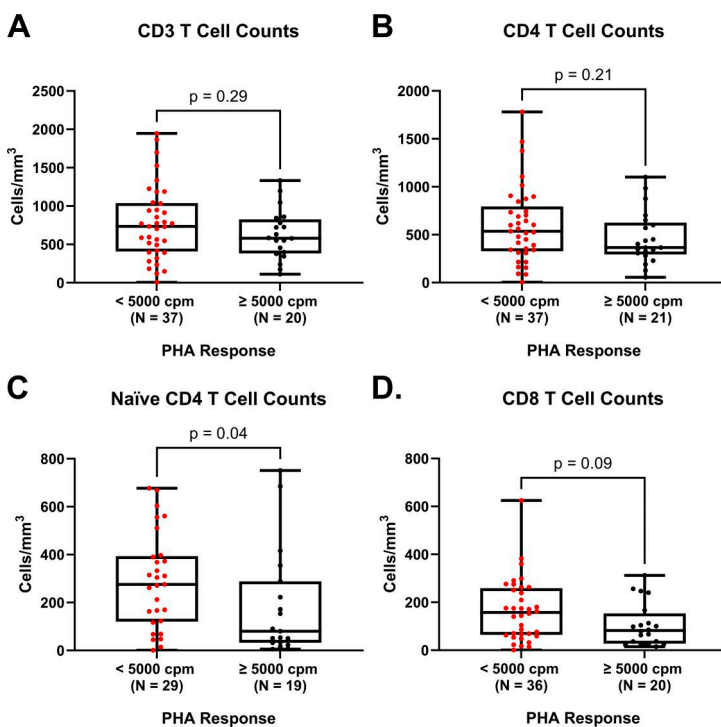 A
CD3 T Cell Counts
p = 0.29
Cells/mm³
2500
2000
1500
1000
500
0
< 5000 cpm
(N = 37)
≥ 5000 cpm
(N = 20)
PHA Response
B
CD4 T Cell Counts
p = 0.21
Cells/mm³
2000
1500
1000
500
0
< 5000 cpm
(N = 37)
≥ 5000 cpm
(N = 21)
PHA Response
C
Naïve CD4 T Cell Counts
p = 0.04
Cells/mm³
800
600
400
200
0
< 5000 cpm
(N = 29)
≥ 5000 cpm
(N = 19)
PHA Response
D.
CD8 T Cell Counts
p = 0.09
Cells/mm³
800
600
400
200
0
< 5000 cpm
(N = 36)
≥ 5000 cpm
(N = 20)
PHA Response